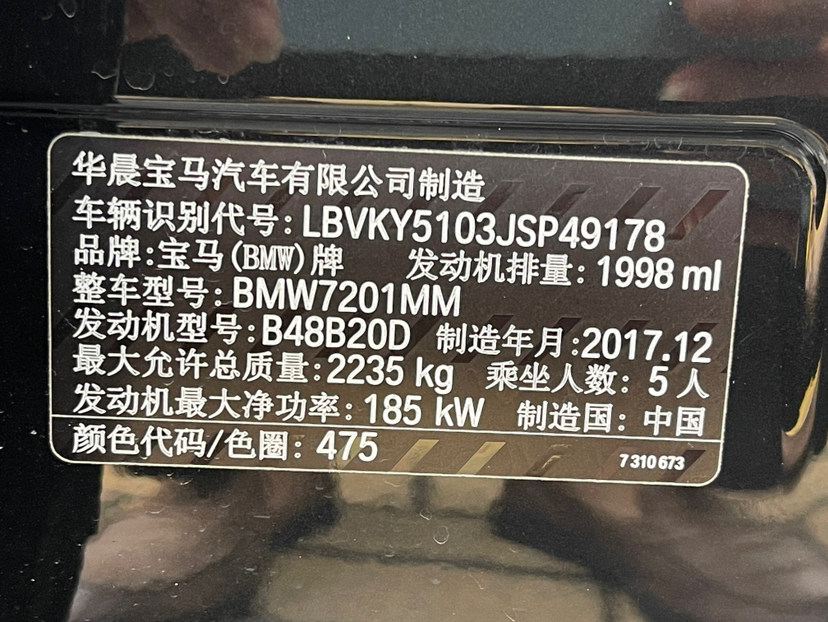 华晨宝马汽车有限公司制造
车辆识别代号: LBVKY5103JSP49178
品牌:宝马(BMW)牌 发动机排量: 1998 ml
整车型号: BMW7201MM
发动机型号: B48B20D 制造年月:2017.12
最大允许总质量:2235 kg 乘坐人数: 5 人
发动机最大净功率: 185 kW 制造国: 中国
颜色代码/色圈: 475 7310673